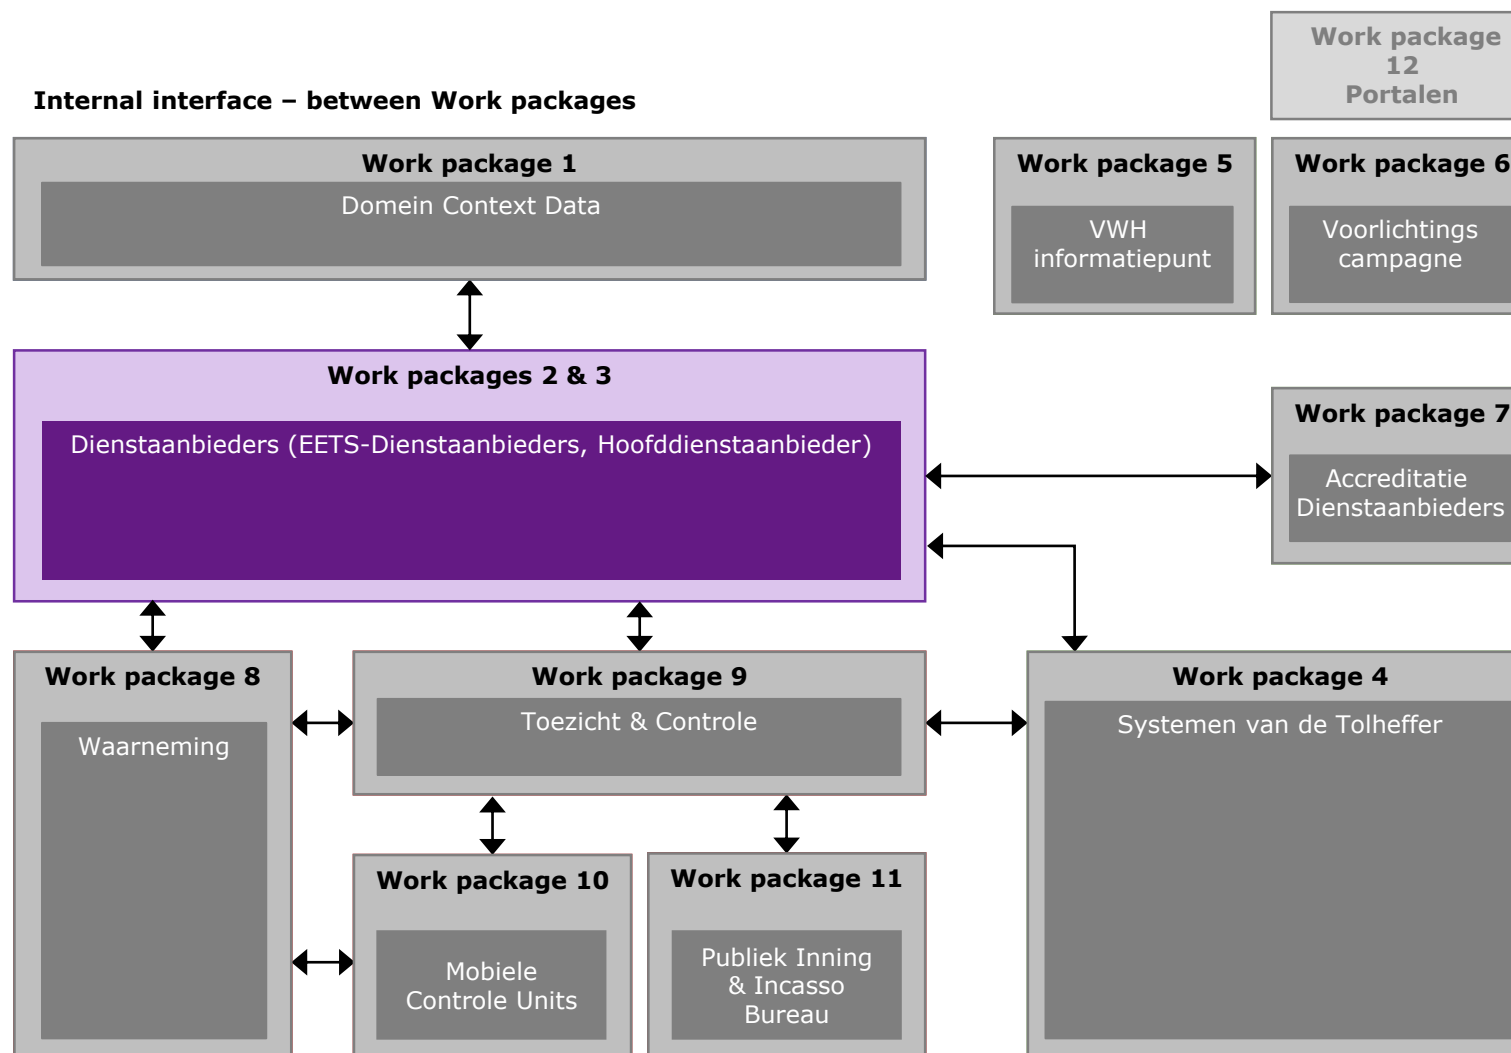 Work package
12
Portalen
Internal interface – between Work packages
Work package 1
Domein Context Data
Work package 5
VWH
informatiepunt
Work package 6
Voorlichtings
campagne
Work packages 2 & 3
Dienstaanbieders (EETS-Dienstaanbieders, Hoofddienstaanbieder)
Work package 7
Accreditatie
Dienstaanbieders
Work package 8
Waarneming
Work package 9
Toezicht & Controle
Work package 4
Systemen van de Tolheffer
Work package 10
Mobiele
Controle Units
Work package 11
Publiek Inning
& Incasso
Bureau